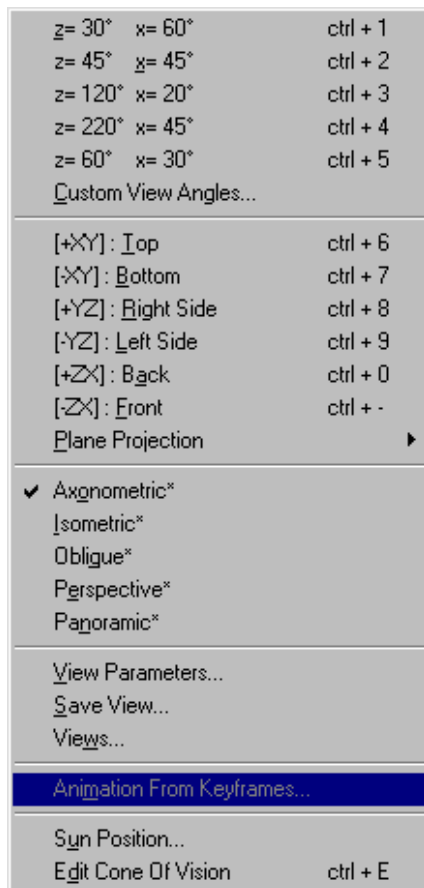 z= 30° x= 60° ctrl + 1
z= 45° x= 45° ctrl + 2
z= 120° x= 20° ctrl + 3
z= 220° x= 45° ctrl + 4
z= 60° x= 30° ctrl + 5
Custom View Angles...
[+XY] : Top ctrl + 6
[-XY] : Bottom ctrl + 7
[+YZ] : Right Side ctrl + 8
[-YZ] : Left Side ctrl + 9
[+ZX] : Back ctrl + 0
[-ZX] : Front ctrl + -
Plane Projection
Axonometric*
Isometric*
Obligue*
Perspective*
Panoramic*
View Parameters...
Save View...
Views...
Animation From Keyframes...
Sun Position...
Edit Cone Of Vision ctrl + E